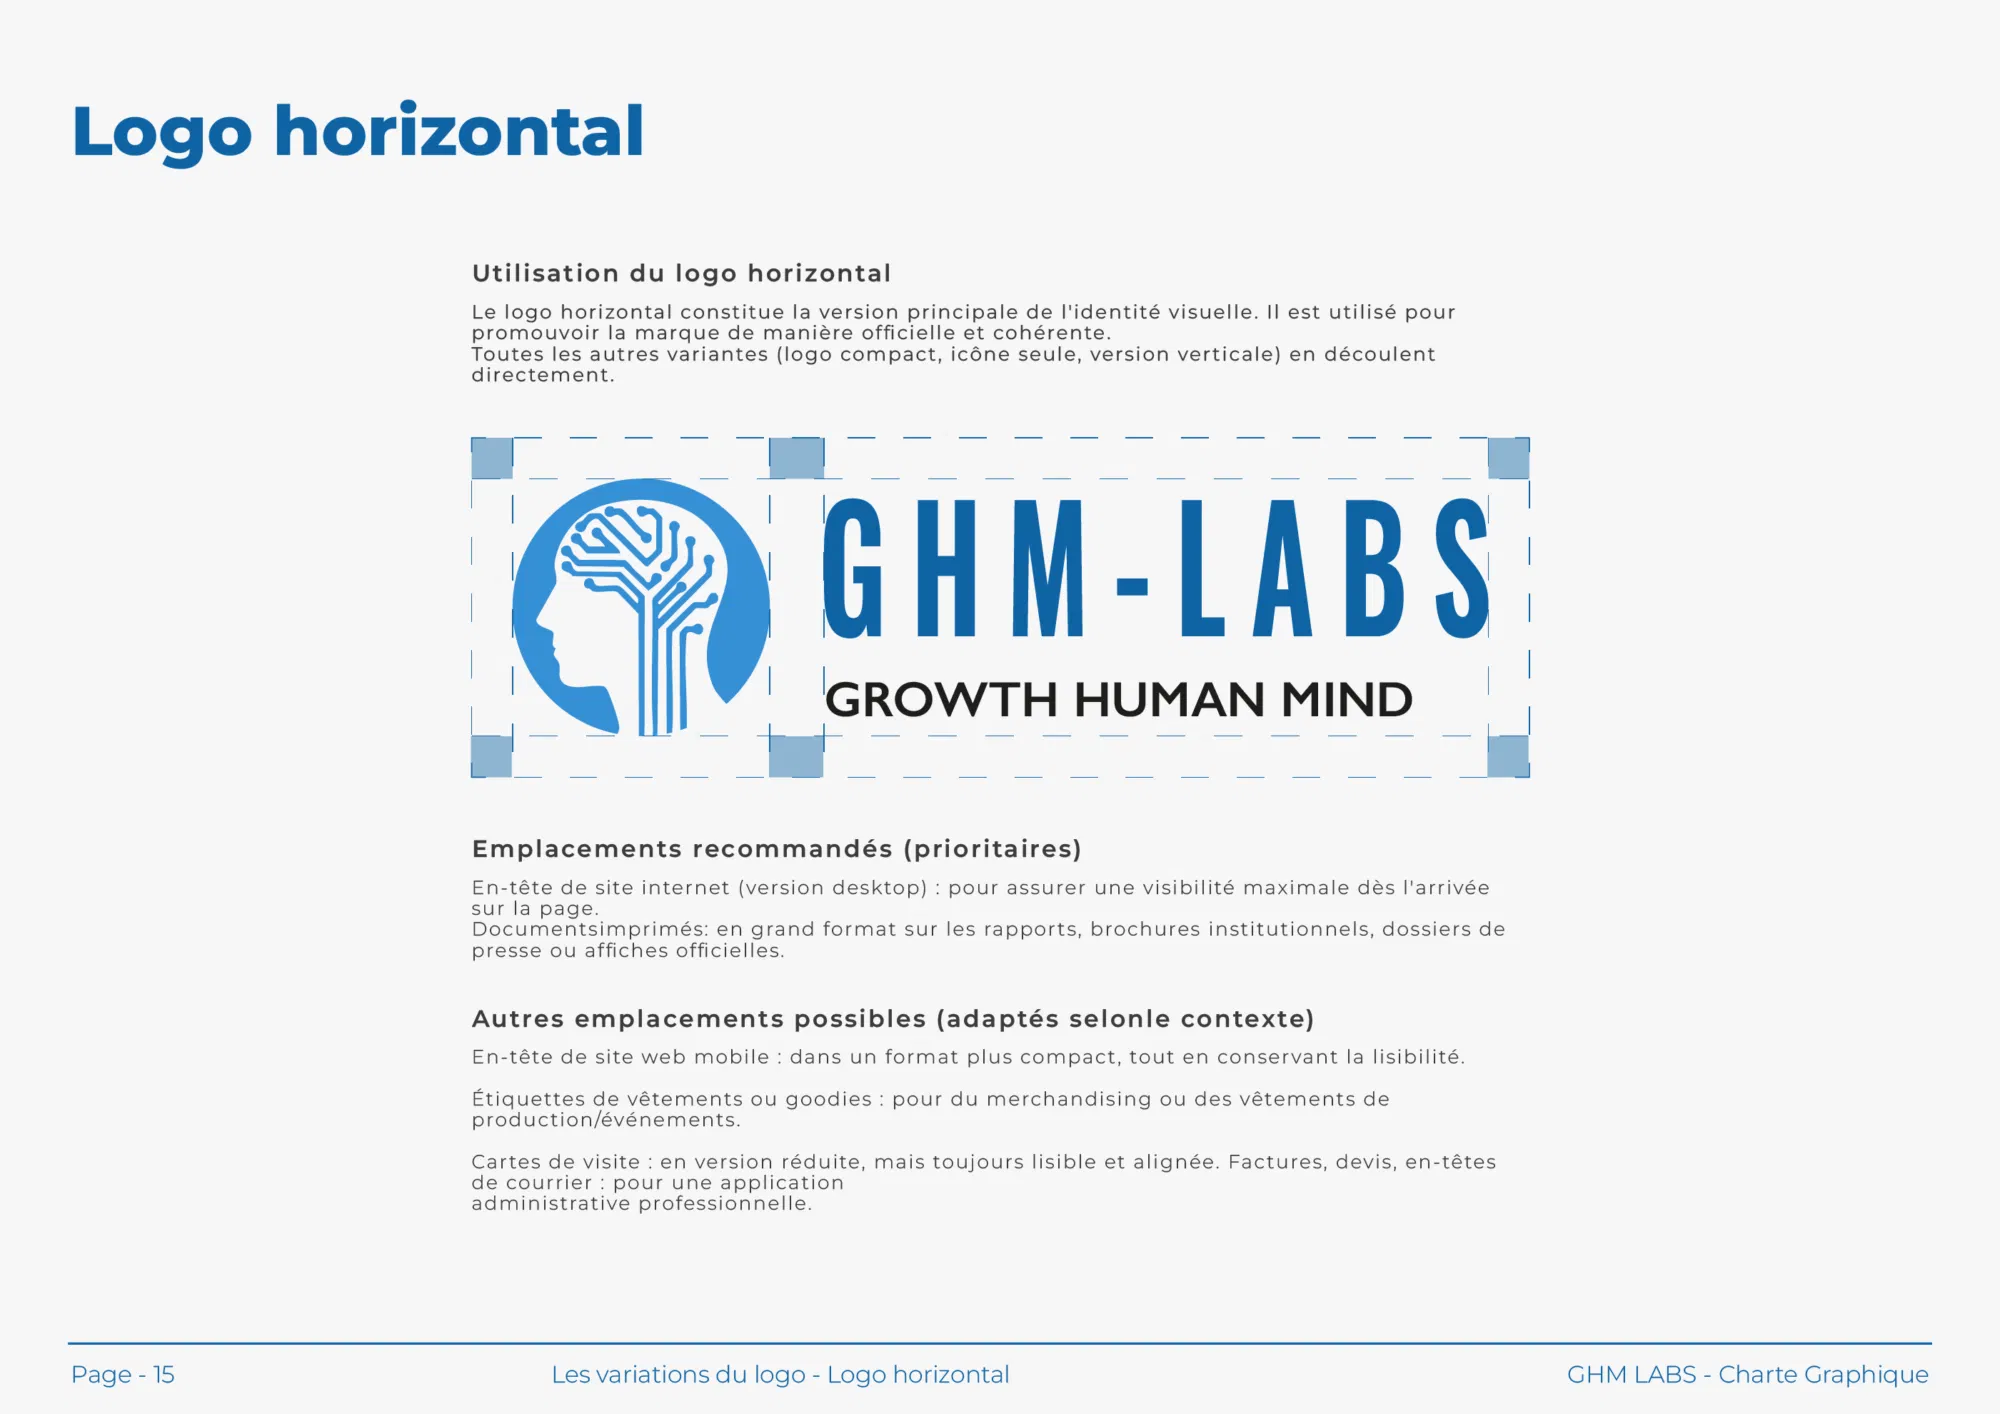 Logo horizontal
Utilisation du logo horizontal
Le logo horizontal constitue la version principale de l'identité visuelle. Il est utilisé pour
promouvoir la marque de manière officielle et cohérente.
Toutes les autres variantes (logo compact, icône seule, version verticale) en découlent
directement.
GHM-LABS
GROWTH HUMAN MIND
Emplacements recommandés (prioritaires)
En-tête de site internet (version desktop) : pour assurer une visibilité maximale dès l'arrivée
sur la page.
Documentsimprimés: en grand format sur les rapports, brochures institutionnels, dossiers de
presse ou affiches officielles.
Autres emplacements possibles (adaptés selonle contexte)
En-tête de site web mobile : dans un format plus compact, tout en conservant la lisibilité.
Étiquettes de vêtements ou goodies : pour du merchandising ou des vêtements de
production/événements.
Cartes de visite : en version réduite, mais toujours lisible et alignée. Factures, devis, en-têtes
de courrier : pour une application
administrative professionnelle.
Page - 15
Les variations du logo - Logo horizontal
GHM LABS - Charte Graphique